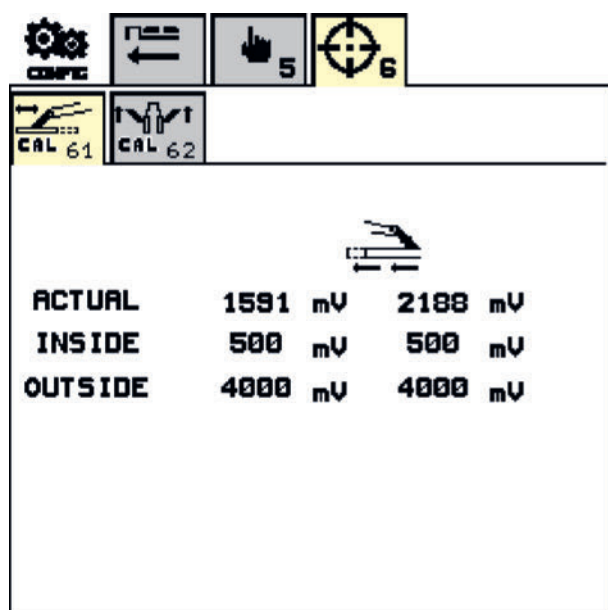 CONFIG
5
6
CAL 61
CAL 62
ACTUAL 1591 mV 2188 mV
INSIDE 500 mV 500 mV
OUTSIDE 4000 mV 4000 mV